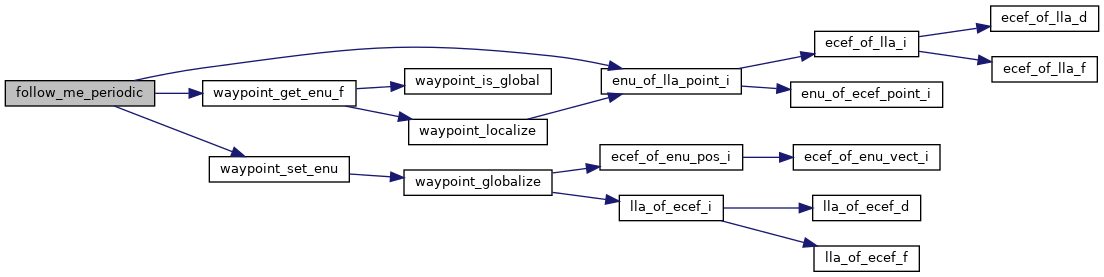 follow_me_periodic
waypoint_get_enu_f
waypoint_is_global
waypoint_localize
enu_of_lla_point_i
ecef_of_lla_i
ecef_of_lla_d
ecef_of_lla_f
enu_of_ecef_point_i
waypoint_set_enu
waypoint_globalize
ecef_of_enu_pos_i
ecef_of_enu_vect_i
lla_of_ecef_i
lla_of_ecef_d
lla_of_ecef_f